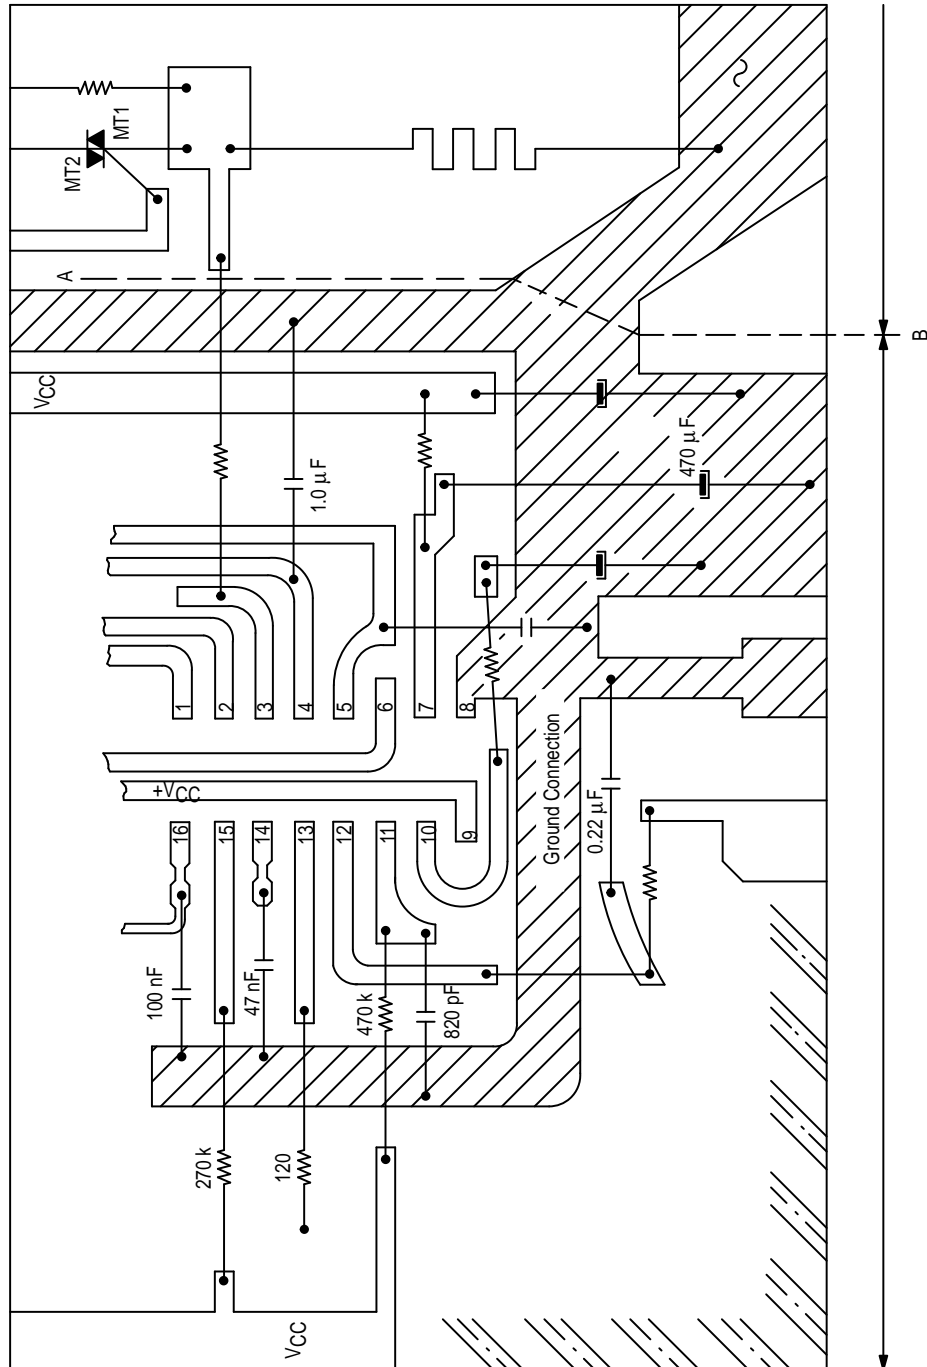 MT1
MT2
A
B
VCC
1.0 µF
470 µF
1
2
3
4
5
6
7
8
+VCC
16
15
14
13
12
11
10
9
Ground Connection
0.22 µF
100 nF
47 nF
470 k
820 pF
270 k
120
VCC